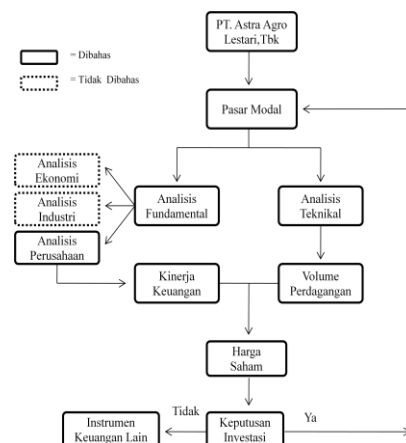 PT. Astra Agro
Lestari,Tbk
= Dibahas
= Tidak Dibahas
Pasar Modal
Analisis
Ekonomi
Analisis
Industri
Analisis
Perusahaan
Analisis
Fundamental
Analisis
Teknikal
Kinerja
Keuangan
Volume
Perdagangan
Harga
Saham
Tidak
Ya
Instrumen
Keuangan Lain
Keputusan
Investasi